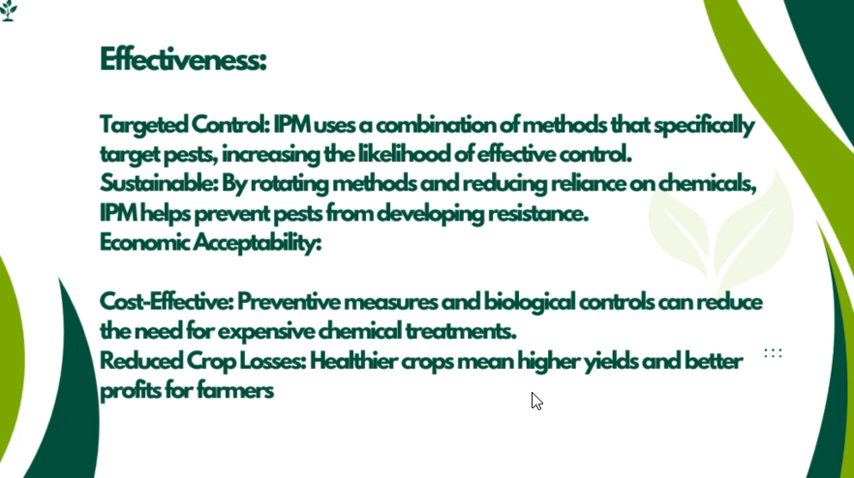 Effectiveness:
Targeted Control: IPM uses a combination of methods that specifically
target pests, increasing the likelihood of effective control.
Sustainable: By rotating methods and reducing reliance on chemicals,
IPM helps prevent pests from developing resistance.
Economic Acceptability:
Cost-Effective: Preventive measures and biological controls can reduce
the need for expensive chemical treatments.
Reduced Crop Losses: Healthier crops mean higher yields and better
profits for farmers